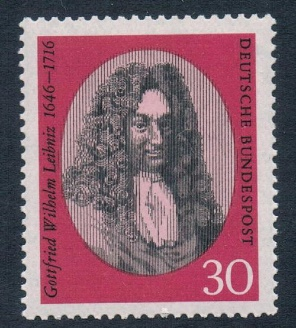 Gottfried Wilhelm Leibniz 1646–1716
DEUTSCHE BUNDESPOST
30